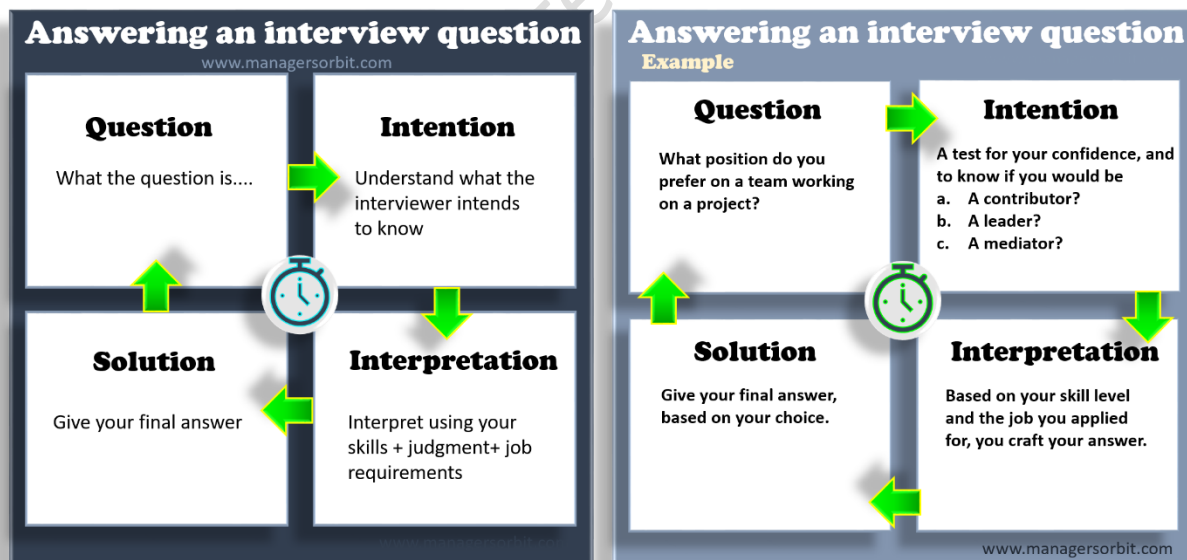 Answering an interview question
www.managersorbit.com
Question
What the question is....
Intention
Understand what the
interviewer intends
to know
Solution
Give your final answer
Interpretation
Interpret using your
skills + judgment+ job
requirements
www.managersorbit.com
Answering an interview question
Example
Question
What position do you
prefer on a team working
on a project?
Intention
A test for your confidence, and
to know if you would be
a. A contributor?
b. A leader?
c. A mediator?
Solution
Give your final answer,
based on your choice.
Interpretation
Based on your skill level
and the job you applied
for, you craft your answer.
www.managersorbit.com